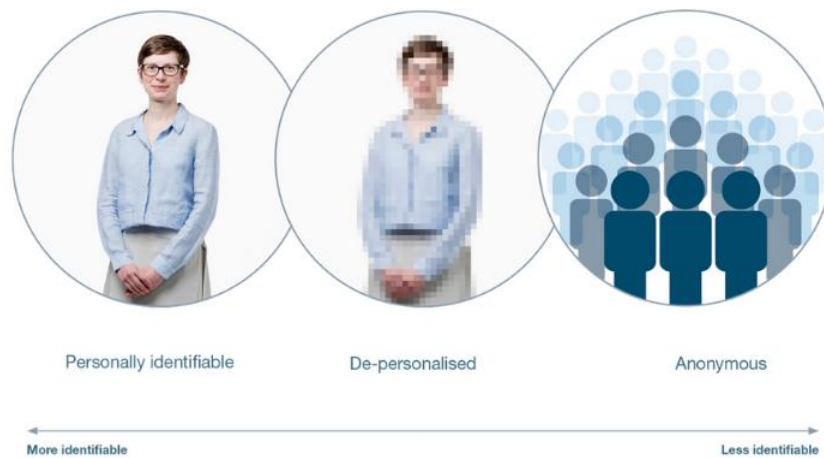 Personally identifiable
De-personalised
Anonymous
More identifiable
Less identifiable